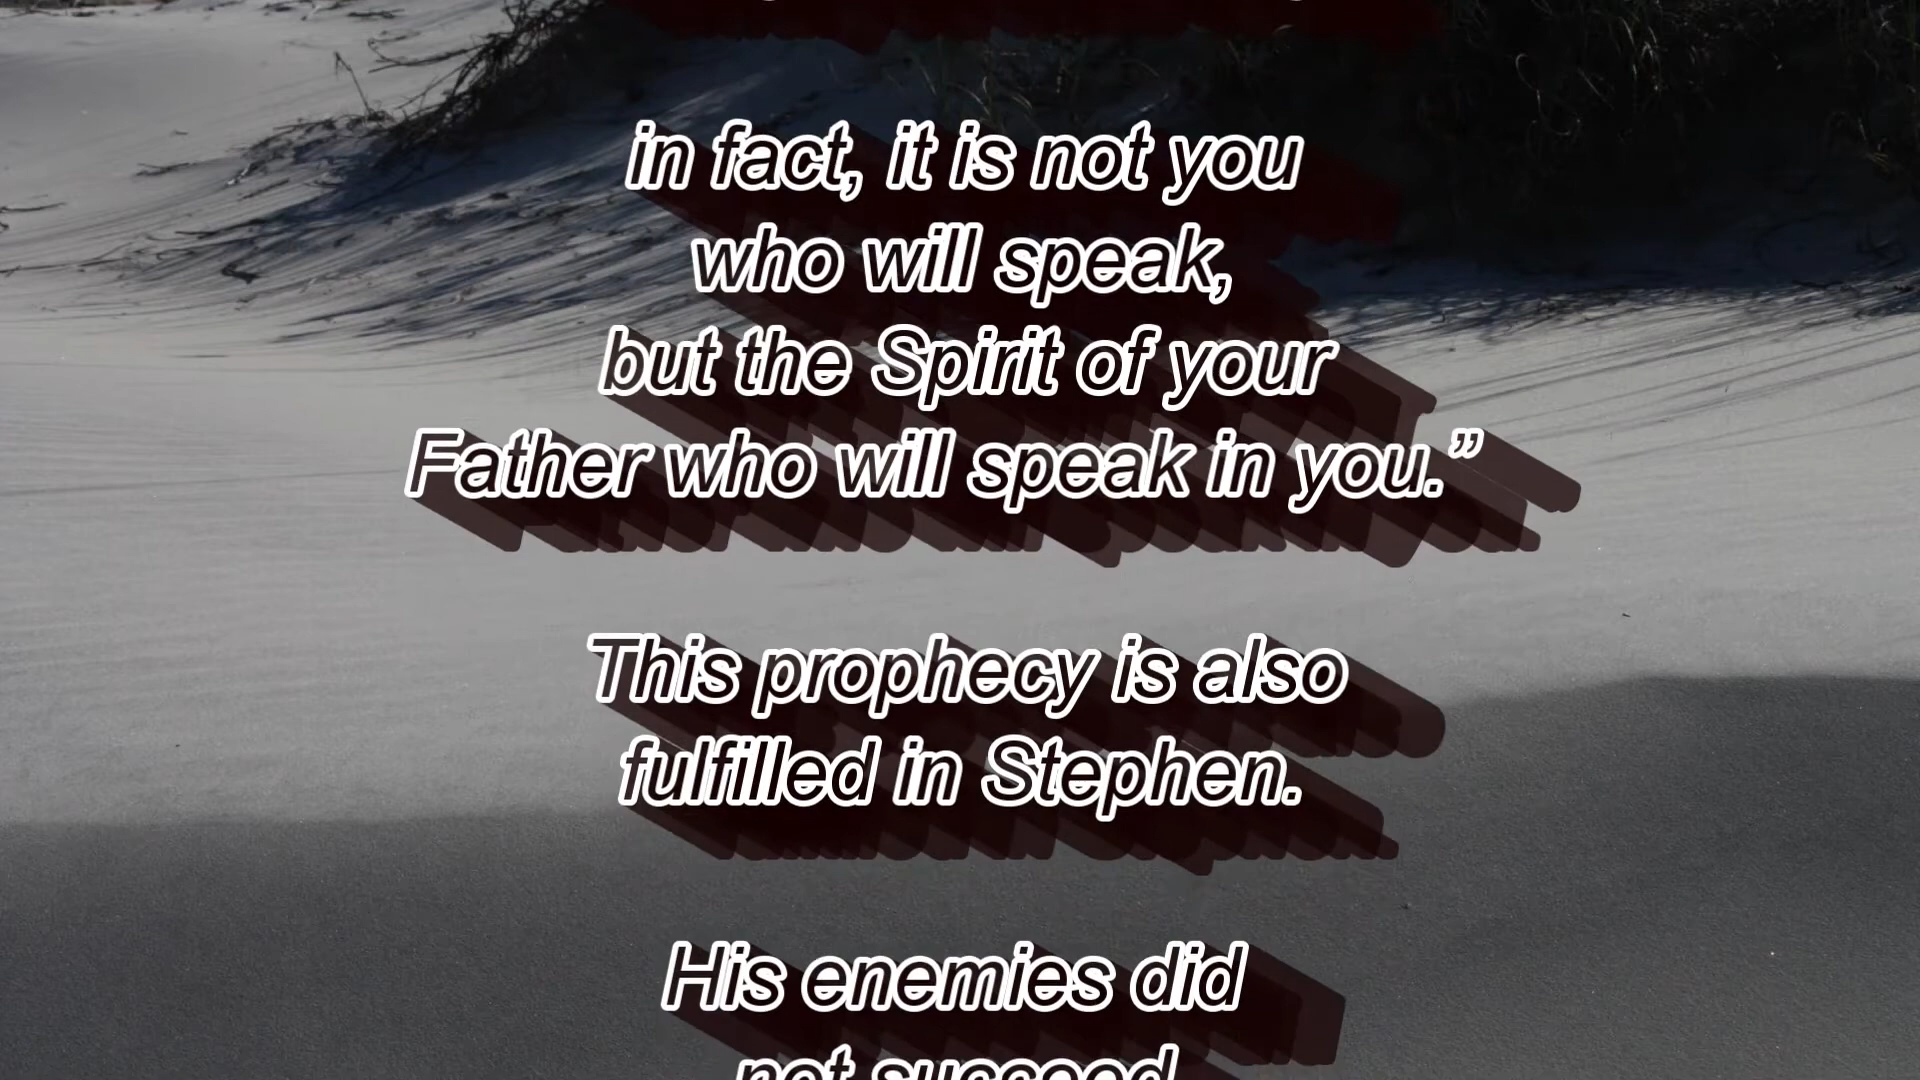 in fact, it is not you
who will speak,
but the Spirit of your
Father who will speak in you.”
This prophecy is also
fulfilled in Stephen.
His enemies did
not succeed